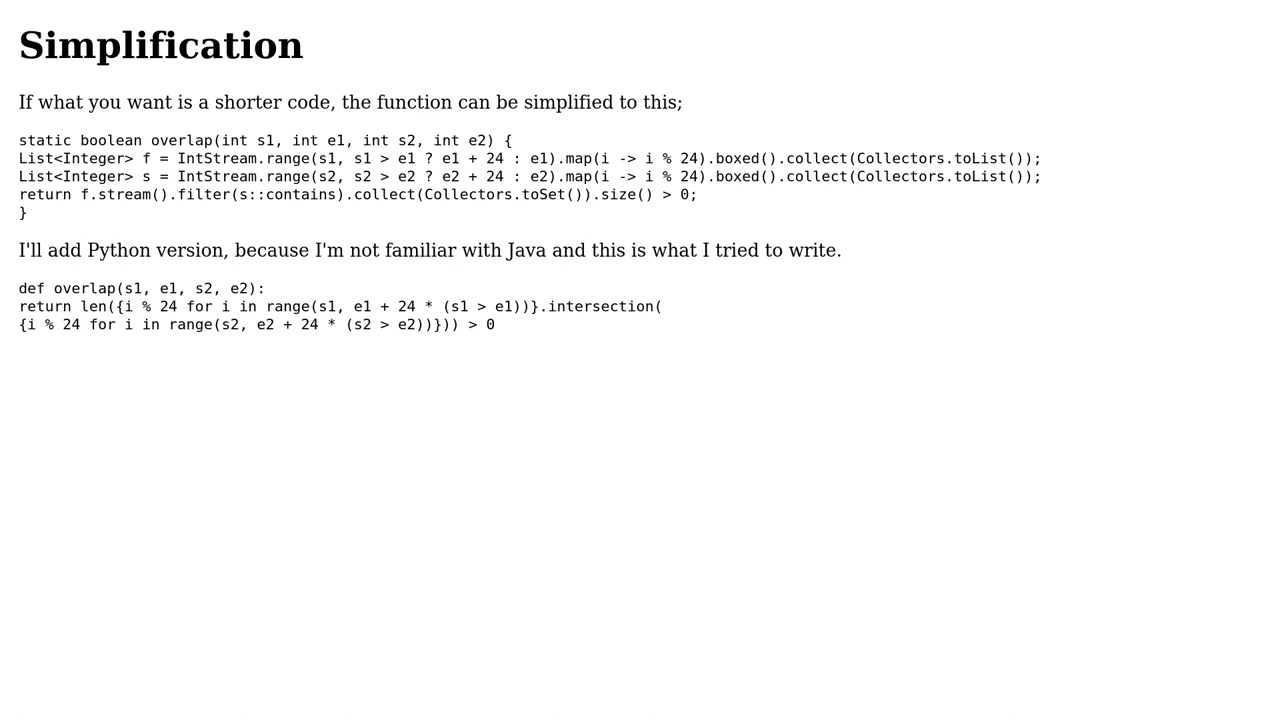 Simplification
If what you want is a shorter code, the function can be simplified to this;
static boolean overlap(int s1, int e1, int s2, int e2) {
List<Integer> f = IntStream.range(s1, s1 > e1 ? e1 + 24 : e1).map(i -> i % 24).boxed().collect(Collectors.toList());
List<Integer> s = IntStream.range(s2, s2 > e2 ? e2 + 24 : e2).map(i -> i % 24).boxed().collect(Collectors.toList());
return f.stream().filter(s::contains).collect(Collectors.toSet()).size() > 0;
}
I'll add Python version, because I'm not familiar with Java and this is what I tried to write.
def overlap(s1, e1, s2, e2):
return len({i % 24 for i in range(s1, e1 + 24 * (s1 > e1))}.intersection(
{i % 24 for i in range(s2, e2 + 24 * (s2 > e2))})) > 0